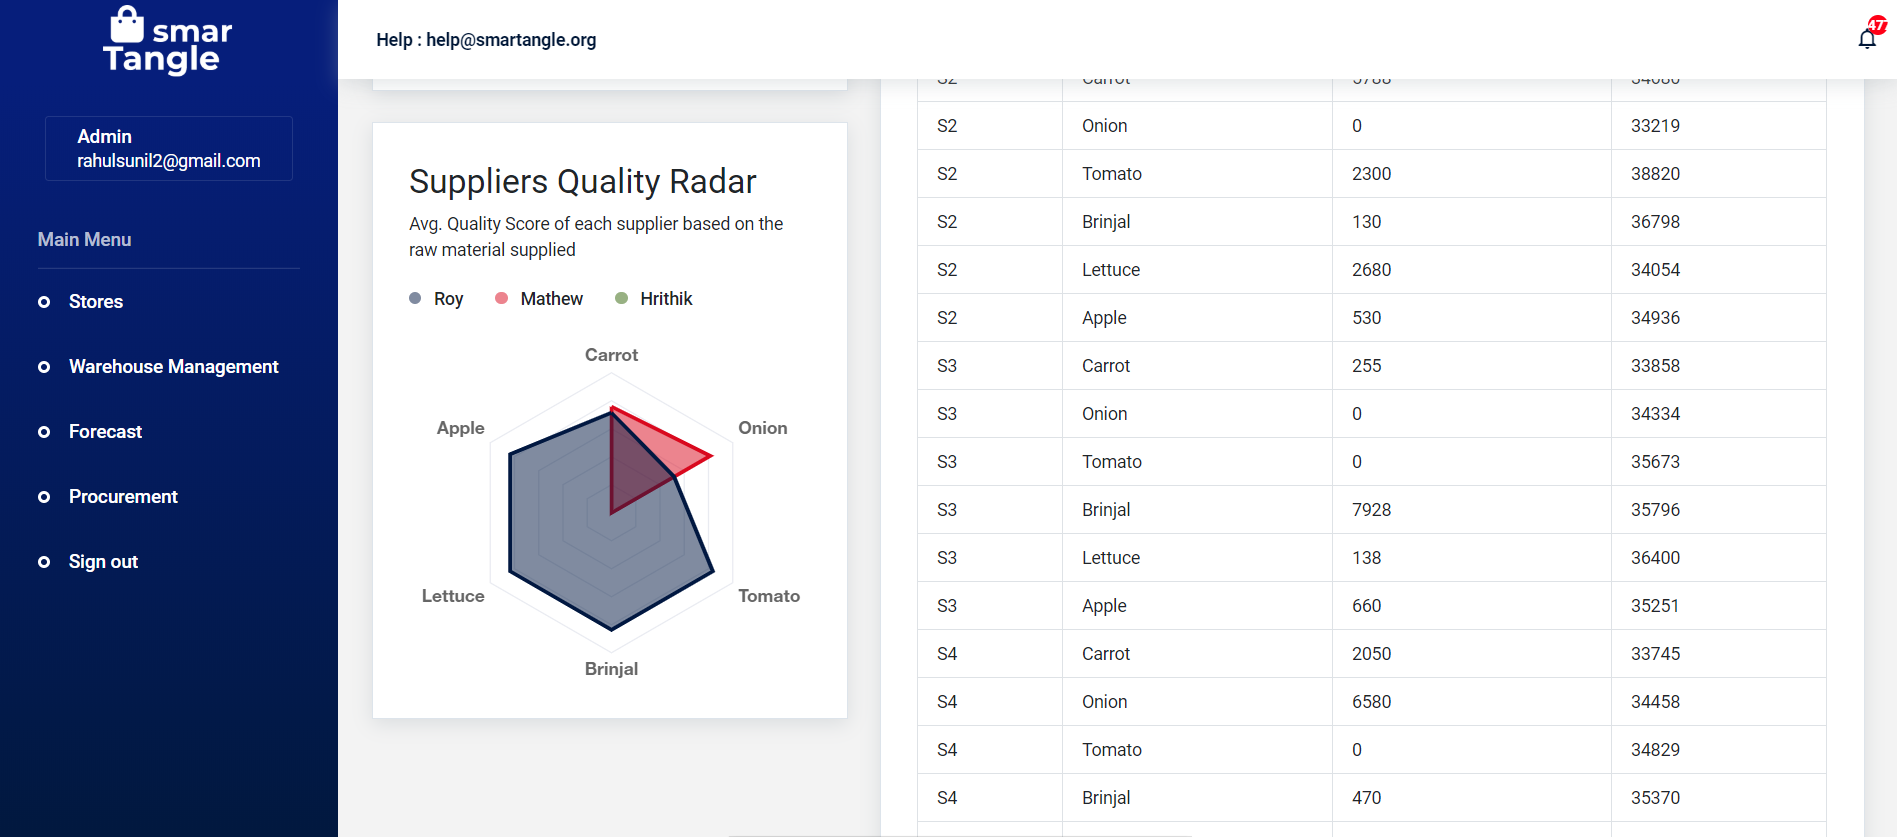 smar
Tangle
Admin
rahulsunil2@gmail.com
Main Menu
Stores
Warehouse Management
Forecast
Procurement
Sign out
Help : help@smartangle.org
477
Suppliers Quality Radar
Avg. Quality Score of each supplier based on the
raw material supplied
Roy Mathew Hrithik
Carrot
Apple Onion
Lettuce Tomato
Brinjal
S2 Carrot 5788 34080
S2 Onion 0 33219
S2 Tomato 2300 38820
S2 Brinjal 130 36798
S2 Lettuce 2680 34054
S2 Apple 530 34936
S3 Carrot 255 33858
S3 Onion 0 34334
S3 Tomato 0 35673
S3 Brinjal 7928 35796
S3 Lettuce 138 36400
S3 Apple 660 35251
S4 Carrot 2050 33745
S4 Onion 6580 34458
S4 Tomato 0 34829
S4 Brinjal 470 35370